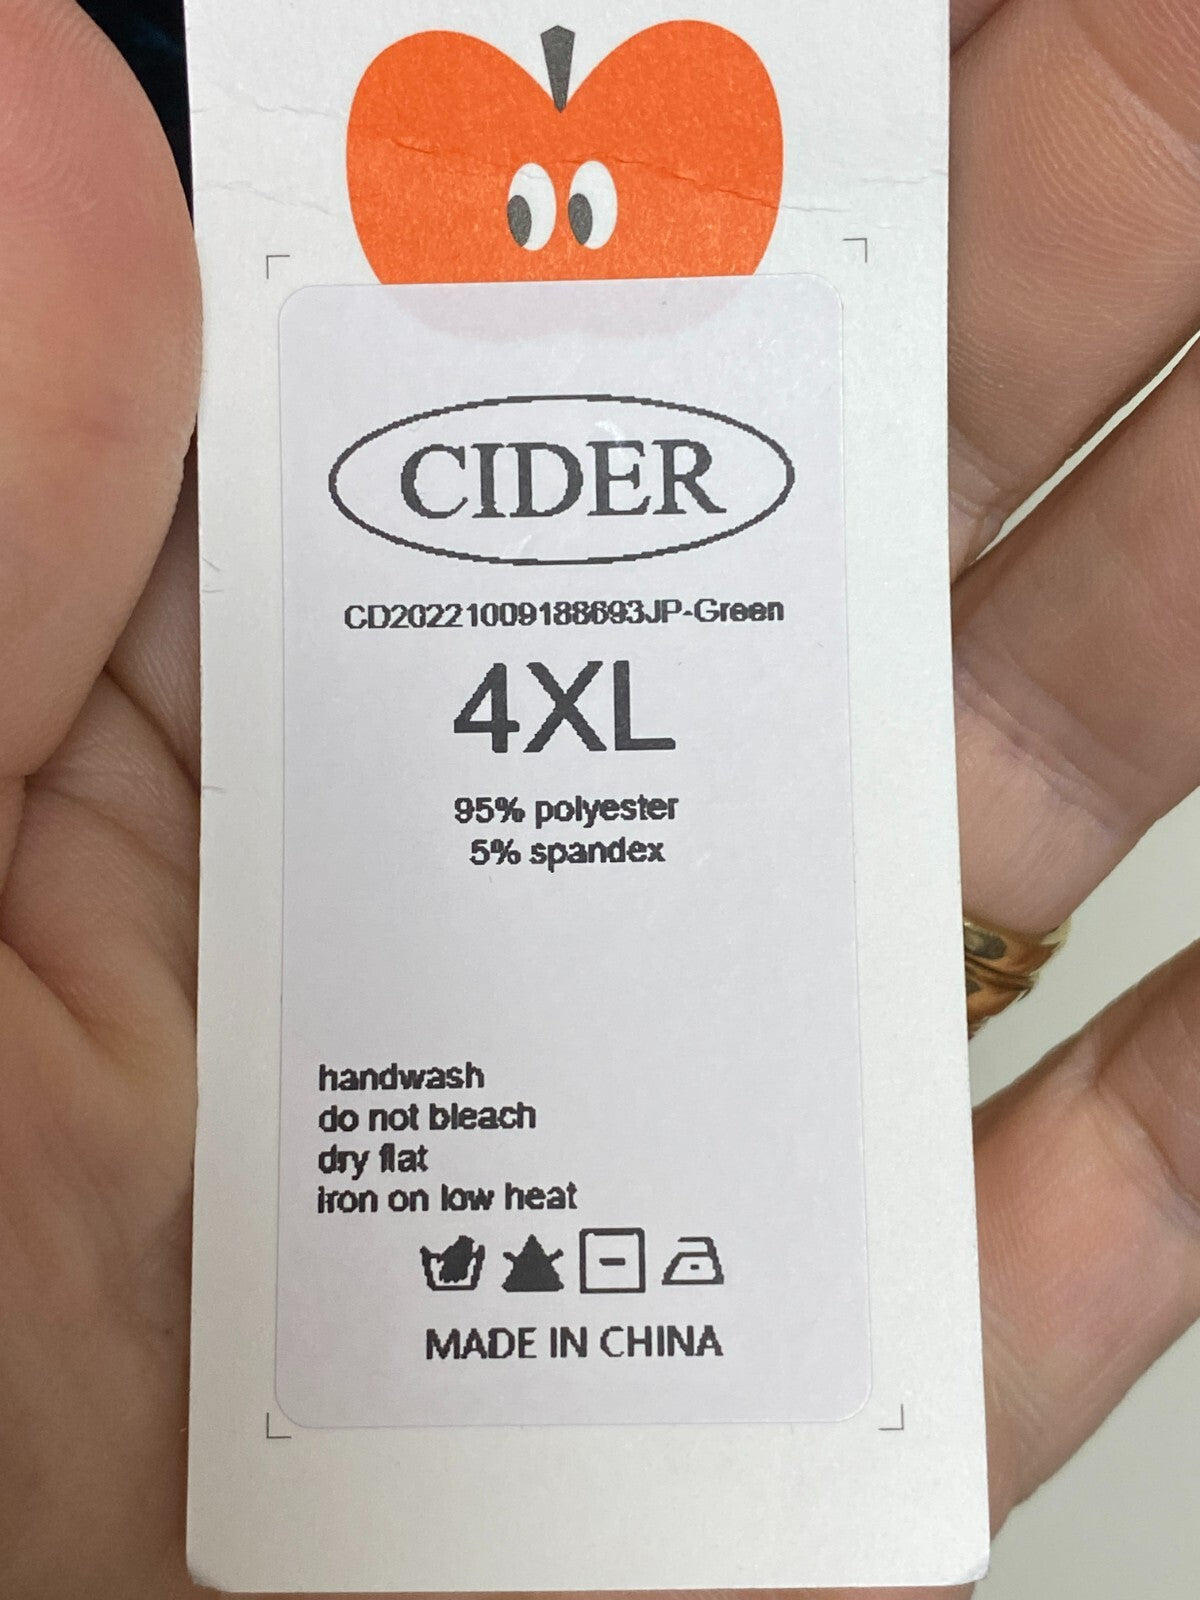 CIDER
CD20221009188693JP-Green
4XL
95% polyester
5% spandex
handwash
do not bleach
dry flat
iron on low heat
MADE IN CHINA